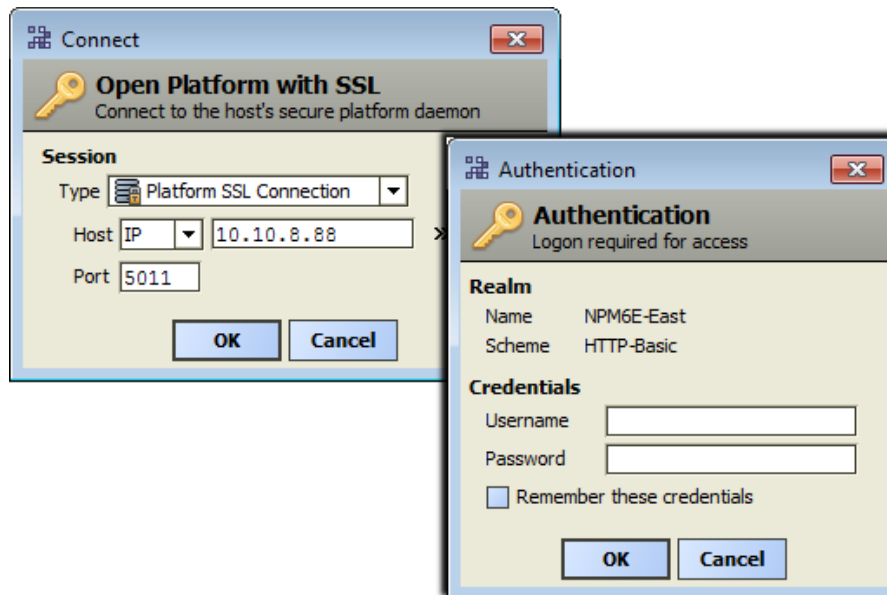 Connect
Open Platform with SSL
Connect to the host's secure platform daemon
Session
Type Platform SSL Connection
Host IP 10.10.8.88 »
Port 5011
OK Cancel
Authentication
Authentication
Logon required for access
Realm
Name NPM6E-East
Scheme HTTP-Basic
Credentials
Username
Password
Remember these credentials
OK Cancel